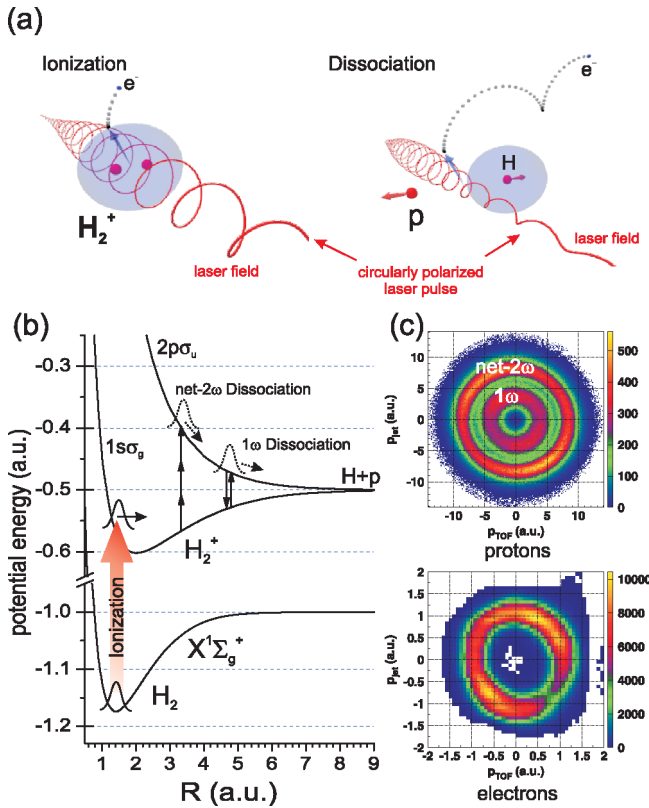 (a)
Ionization
Dissociation
e-
e-
H
H2+
p
laser field
circularly polarized
laser pulse
laser field
(b)
(c)
potential energy (a.u.)
-0.3
-0.4
-0.5
-0.6
-1.0
-1.1
-1.2
2pσu
net-2ω Dissociation
1sσg
1ω Dissociation
H+p
H2+
Ionization
X1Σg+
H2
1 2 3 4 5 6 7 8 9
R (a.u.)
net-2ω
1ω
pjet (a.u.)
10
5
0
-5
-10
-10 -5 0 5 10
pTOF (a.u.)
protons
600
500
400
300
200
100
0
pjet (a.u.)
2
1.5
1
0.5
0
-0.5
-1
-1.5
-2
-2 -1.5 -1 -0.5 0 0.5 1 1.5 2
pTOF (a.u.)
electrons
10000
8000
6000
4000
2000
0